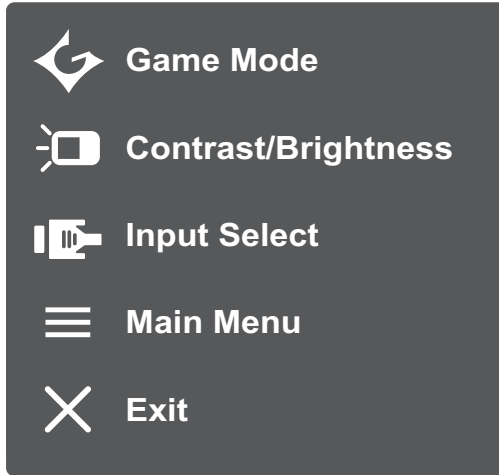 Game Mode
Contrast/Brightness
Input Select
Main Menu
Exit